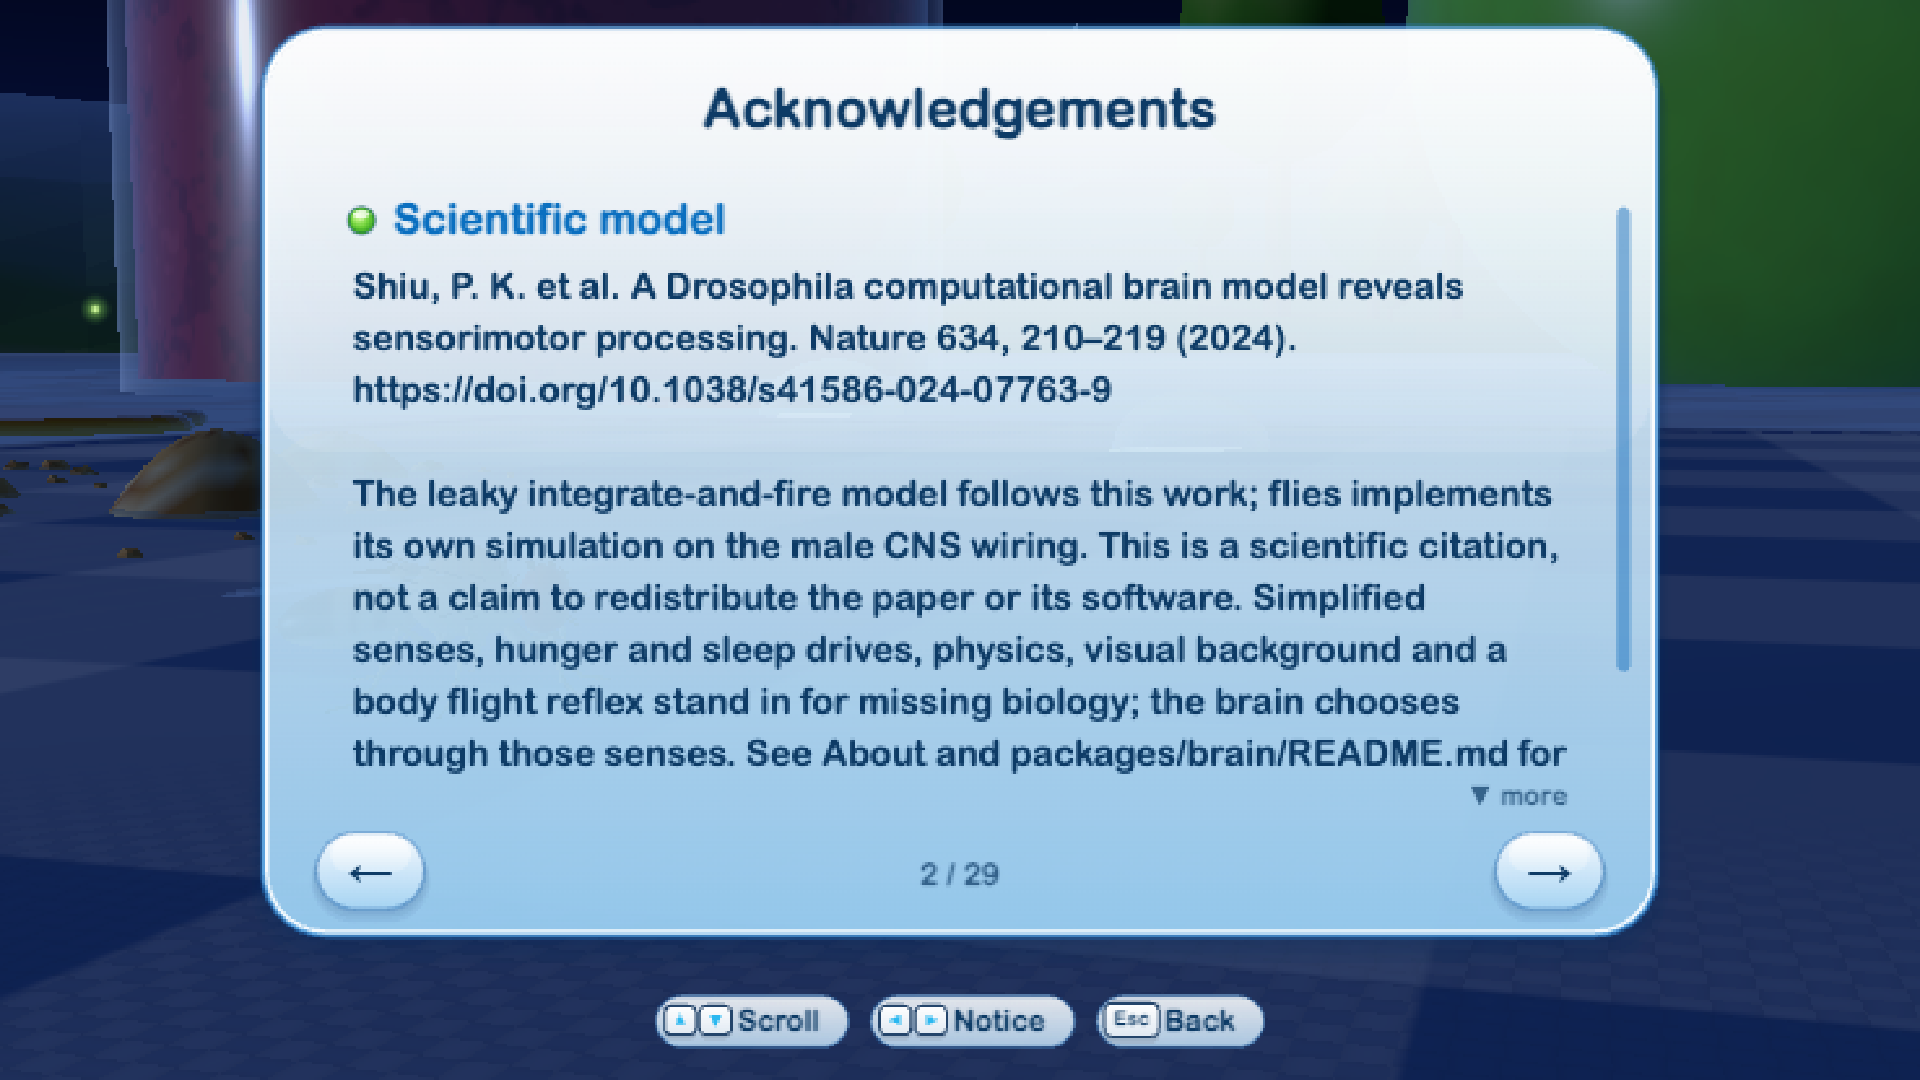 Acknowledgements
Scientific model
Shiu, P. K. et al. A Drosophila computational brain model reveals
sensorimotor processing. Nature 634, 210–219 (2024).
https://doi.org/10.1038/s41586-024-07763-9
The leaky integrate-and-fire model follows this work; flies implements
its own simulation on the male CNS wiring. This is a scientific citation,
not a claim to redistribute the paper or its software. Simplified
senses, hunger and sleep drives, physics, visual background and a
body flight reflex stand in for missing biology; the brain chooses
through those senses. See About and packages/brain/README.md for
▼ more
← 2 / 29 →
▲ ▼ Scroll ◄ ► Notice Esc Back